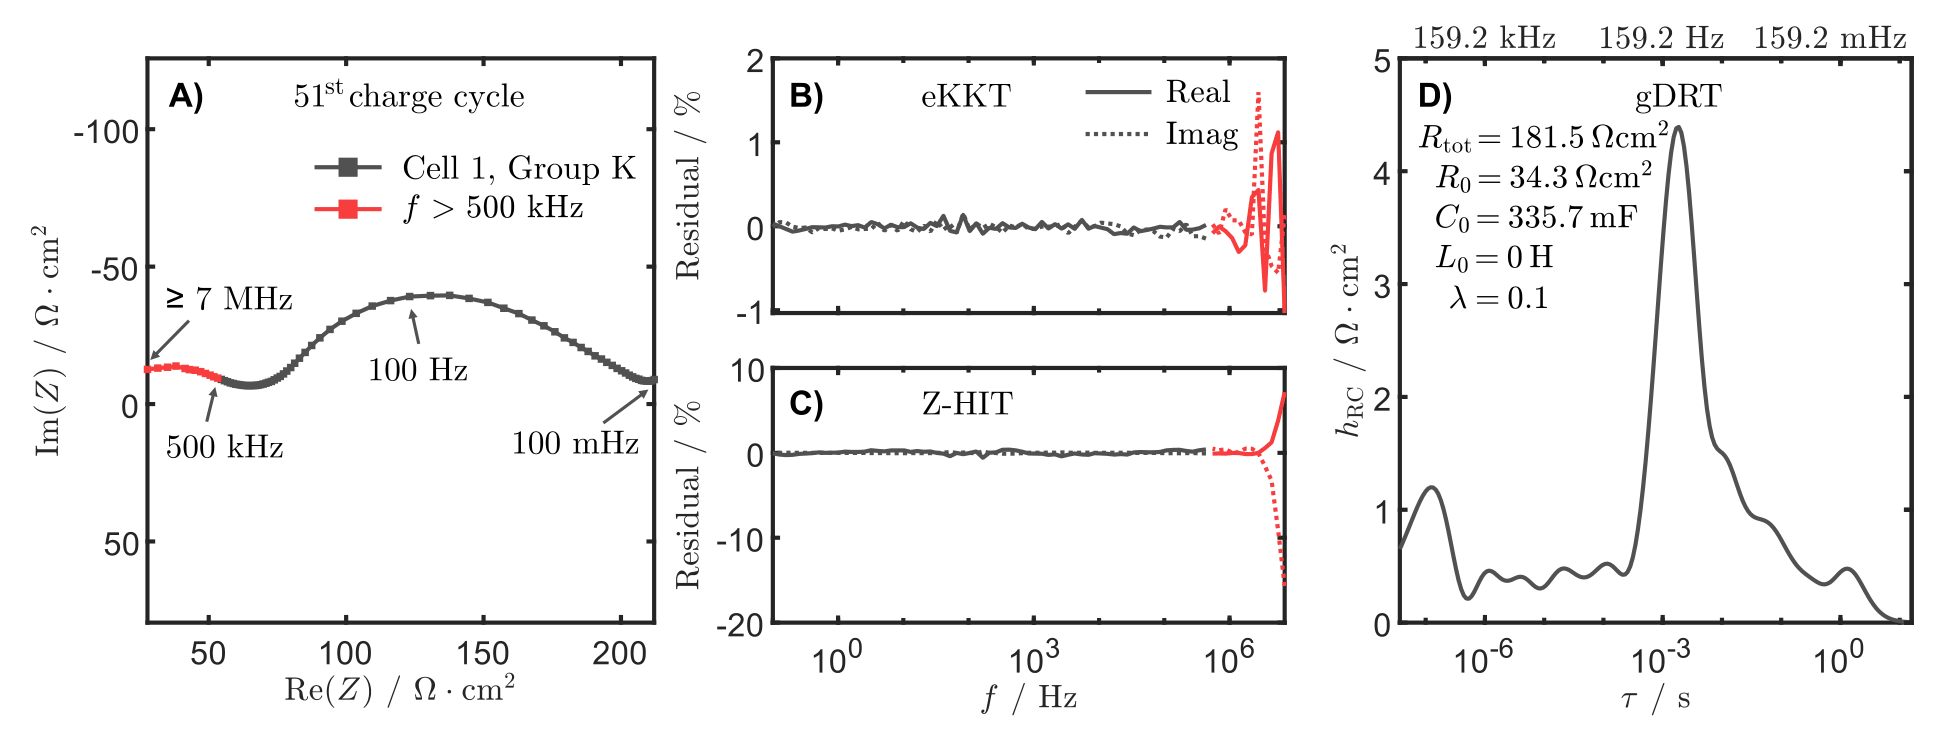 A)
51st charge cycle
Cell 1, Group K
f > 500 kHz
≥ 7 MHz
100 Hz
500 kHz
100 mHz
-100
-50
0
50
50
100
150
200
Im(Z) / Ω · cm²
Re(Z) / Ω · cm²
B)
eKKT
Real
Imag
2
1
0
-1
Residual / %
C)
Z-HIT
10
0
-10
-20
Residual / %
10⁰
10³
10⁶
f / Hz
159.2 kHz
159.2 Hz
159.2 mHz
D)
gDRT
R_tot = 181.5 Ωcm²
R₀ = 34.3 Ωcm²
C₀ = 335.7 mF
L₀ = 0 H
λ = 0.1
5
4
3
2
1
0
h_RC / Ω · cm²
10⁻⁶
10⁻³
10⁰
τ / s